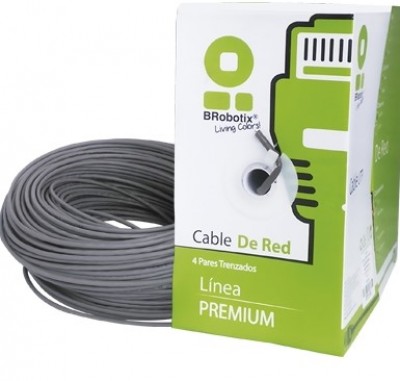 BRobotix®
Living Colors!
Cable De Red
4 Pares Trenzados
Línea
PREMIUM
De Red